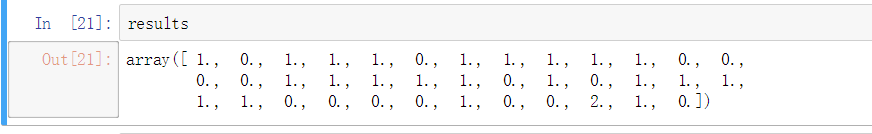 In [21]: results
Out[21]: array([ 1., 0., 1., 1., 1., 0., 1., 1., 1., 1., 1., 0., 0.,
0., 0., 1., 1., 1., 1., 1., 0., 1., 0., 1., 1., 1.,
1., 1., 0., 0., 0., 0., 1., 0., 0., 2., 1., 0.])